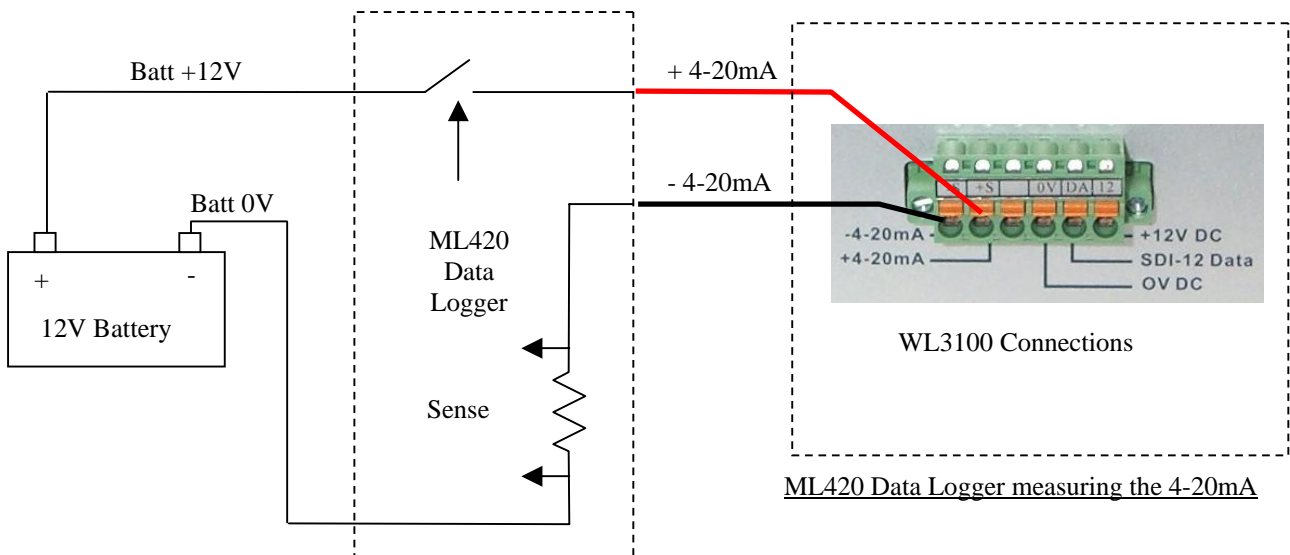 Batt +12V
+ 4-20mA
- 4-20mA
Batt 0V
+S
0V
DA
12
ML420
Data
Logger
-4-20mA
+4-20mA
+12V DC
SDI-12 Data
OV DC
+
-
12V Battery
WL3100 Connections
Sense
ML420 Data Logger measuring the 4-20mA